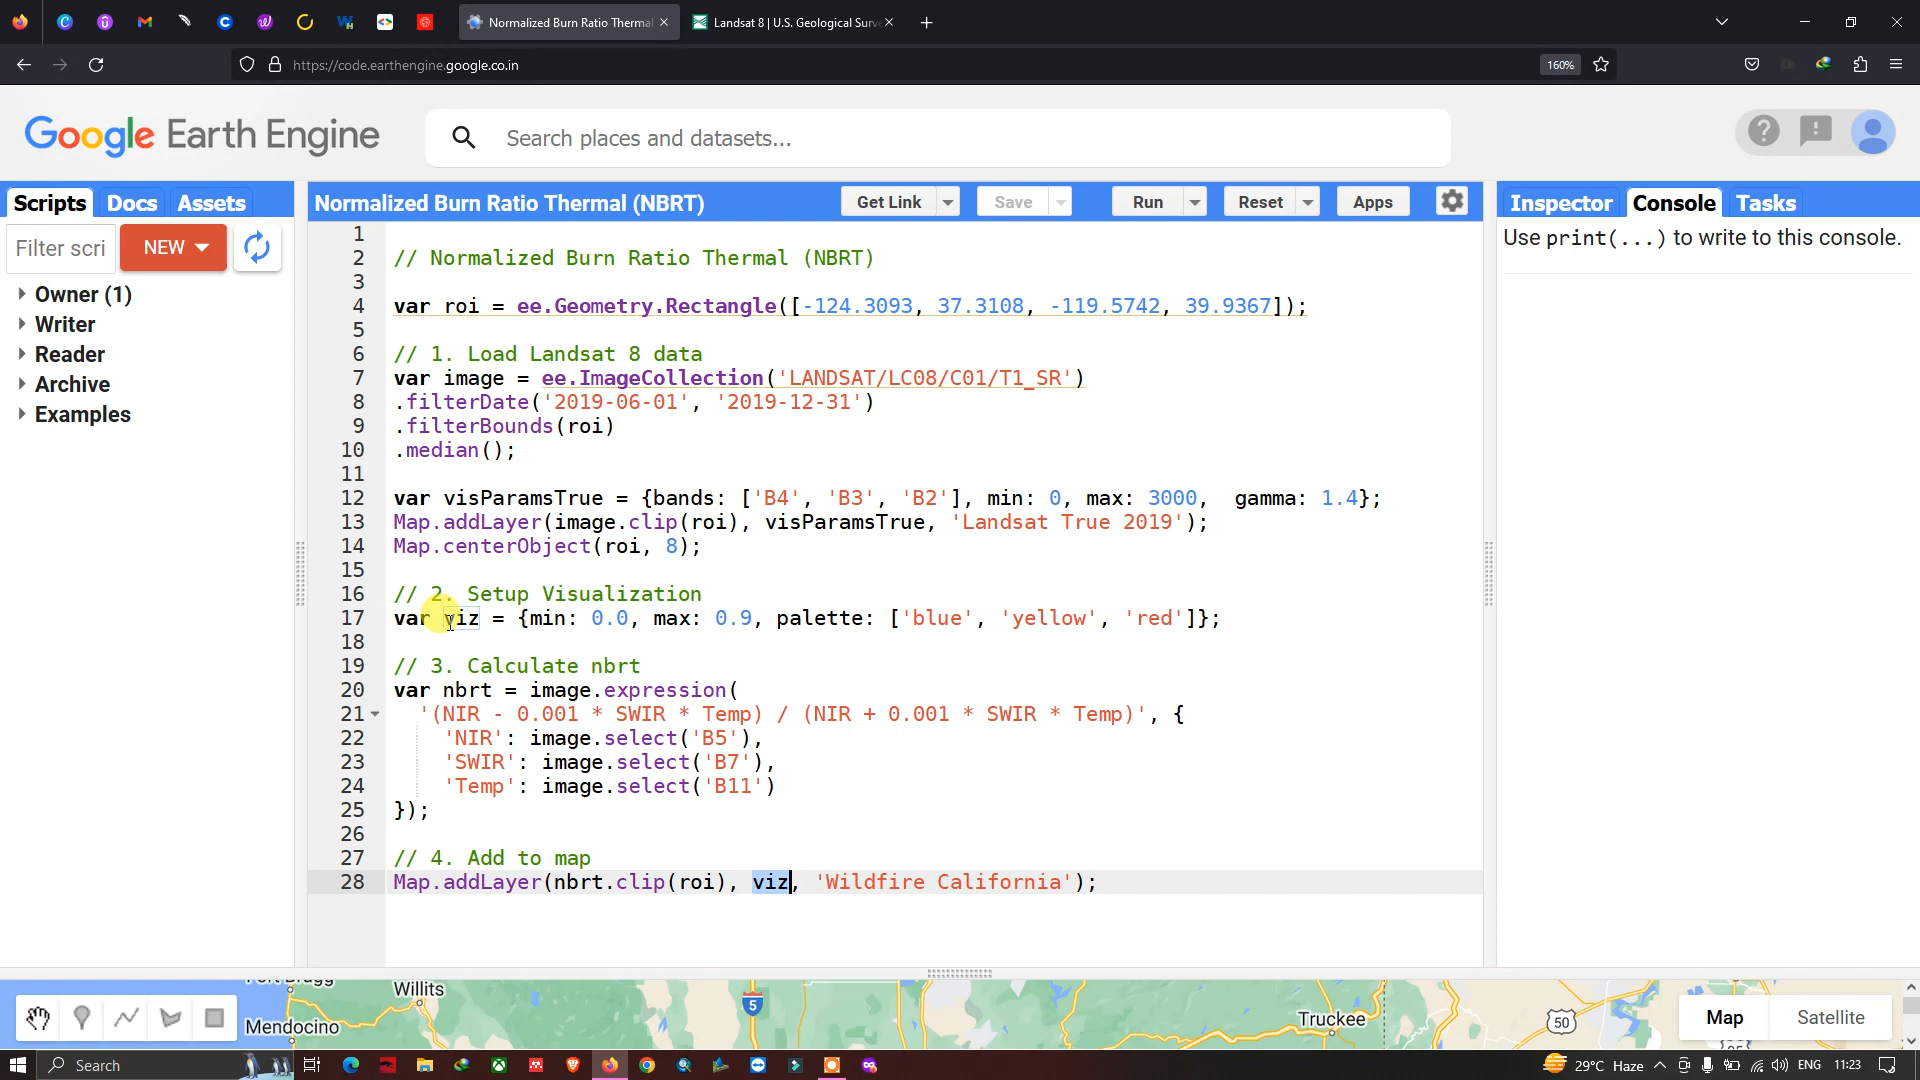 Normalized Burn Ratio Thermal
Landsat 8 | U.S. Geological Surve
https://code.earthengine.google.co.in
160%
Google Earth Engine
Search places and datasets...
Scripts Docs Assets
Normalized Burn Ratio Thermal (NBRT)
Get Link Save Run Reset Apps
Inspector Console Tasks
Filter scri
NEW
Use print(...) to write to this console.
Owner (1)
Writer
Reader
Archive
Examples
1
2 // Normalized Burn Ratio Thermal (NBRT)
3
4 var roi = ee.Geometry.Rectangle([-124.3093, 37.3108, -119.5742, 39.9367]);
5
6 // 1. Load Landsat 8 data
7 var image = ee.ImageCollection('LANDSAT/LC08/C01/T1_SR')
8 .filterDate('2019-06-01', '2019-12-31')
9 .filterBounds(roi)
10 .median();
11
12 var visParamsTrue = {bands: ['B4', 'B3', 'B2'], min: 0, max: 3000,  gamma: 1.4};
13 Map.addLayer(image.clip(roi), visParamsTrue, 'Landsat True 2019');
14 Map.centerObject(roi, 8);
15
16 // 2. Setup Visualization
17 var viz = {min: 0.0, max: 0.9, palette: ['blue', 'yellow', 'red']};
18
19 // 3. Calculate nbrt
20 var nbrt = image.expression(
21 '(NIR - 0.001 * SWIR * Temp) / (NIR + 0.001 * SWIR * Temp)', {
22 'NIR': image.select('B5'),
23 'SWIR': image.select('B7'),
24 'Temp': image.select('B11')
25 });
26
27 // 4. Add to map
28 Map.addLayer(nbrt.clip(roi), viz, 'Wildfire California');
Willits
Mendocino
5
Truckee
50
Map Satellite
Search
29°C Haze
ENG
11:23